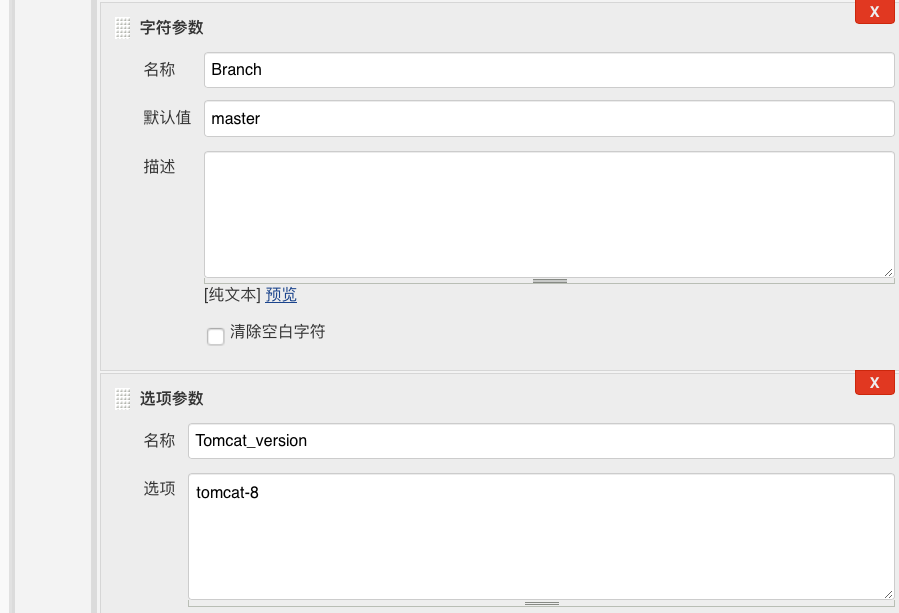 X
字符参数
名称 Branch
默认值 master
描述
[纯文本] 预览
清除空白字符
X
选项参数
名称 Tomcat_version
选项 tomcat-8